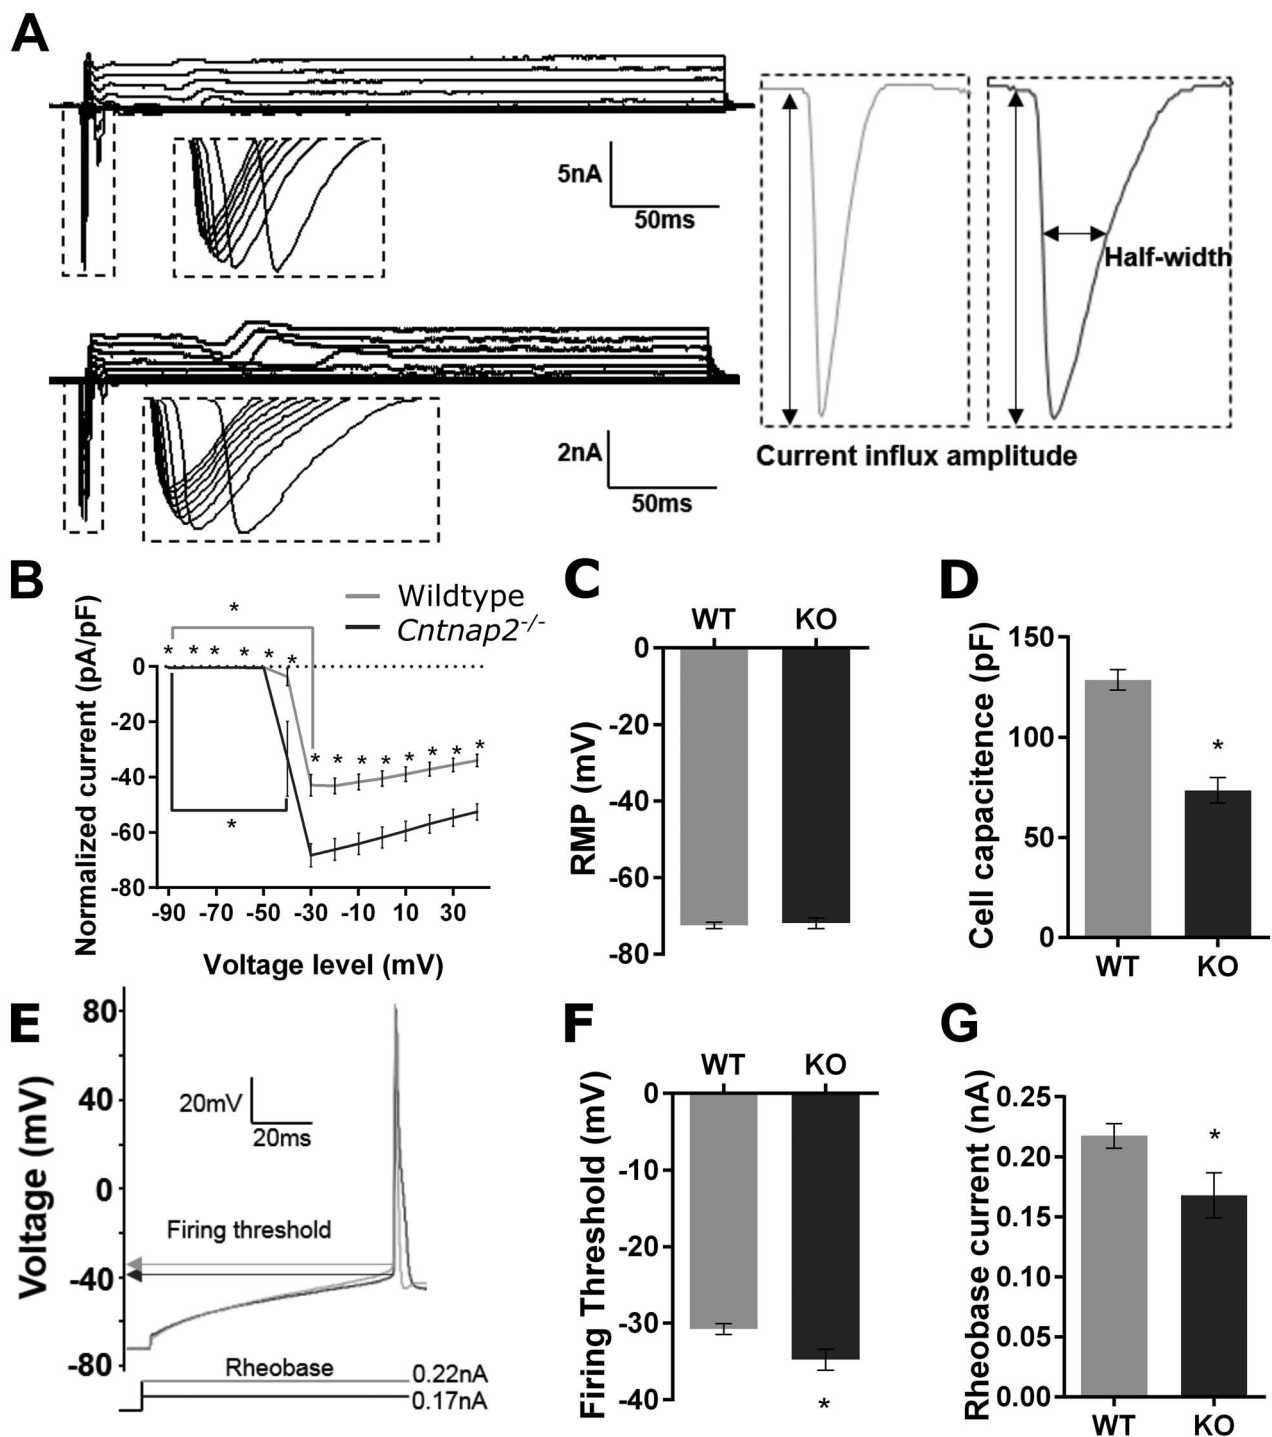 A
5nA
50ms
Half-width
2nA
50ms
Current influx amplitude
B
Wildtype
Cntnap2-/-
*
* * * * * *
* * * * * * * *
*
Normalized current (pA/pF)
0
-20
-40
-60
-80
-90 -70 -50 -30 -10 10 30
Voltage level (mV)
C
WT KO
RMP (mV)
0
-20
-40
-60
-80
D
Cell capacitence (pF)
150
100
50
0
*
WT KO
E
Voltage (mV)
80
40
0
-40
-80
20mV
20ms
Firing threshold
Rheobase
0.22nA
0.17nA
F
WT KO
Firing Threshold (mV)
0
-10
-20
-30
-40
*
G
Rheobase current (nA)
0.25
0.20
0.15
0.10
0.05
0.00
*
WT KO